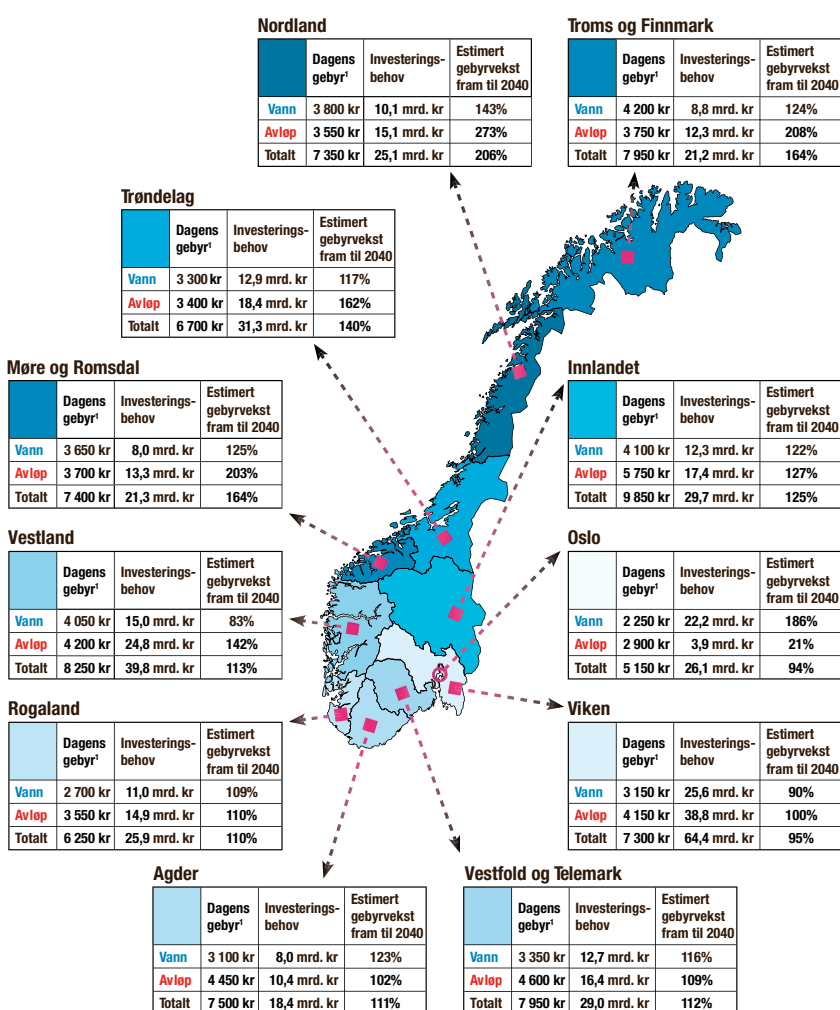 Nordland
Dagens gebyr¹ Investerings-behov Estimert gebyrvekst fram til 2040
Vann 3 800 kr 10,1 mrd. kr 143%
Avløp 3 550 kr 15,1 mrd. kr 273%
Totalt 7 350 kr 25,1 mrd. kr 206%
Troms og Finnmark
Dagens gebyr¹ Investerings-behov Estimert gebyrvekst fram til 2040
Vann 4 200 kr 8,8 mrd. kr 124%
Avløp 3 750 kr 12,3 mrd. kr 208%
Totalt 7 950 kr 21,2 mrd. kr 164%
Trøndelag
Dagens gebyr¹ Investerings-behov Estimert gebyrvekst fram til 2040
Vann 3 300 kr 12,9 mrd. kr 117%
Avløp 3 400 kr 18,4 mrd. kr 162%
Totalt 6 700 kr 31,3 mrd. kr 140%
Møre og Romsdal
Dagens gebyr¹ Investerings-behov Estimert gebyrvekst fram til 2040
Vann 3 650 kr 8,0 mrd. kr 125%
Avløp 3 700 kr 13,3 mrd. kr 203%
Totalt 7 400 kr 21,3 mrd. kr 164%
Innlandet
Dagens gebyr¹ Investerings-behov Estimert gebyrvekst fram til 2040
Vann 4 100 kr 12,3 mrd. kr 122%
Avløp 5 750 kr 17,4 mrd. kr 127%
Totalt 9 850 kr 29,7 mrd. kr 125%
Vestland
Dagens gebyr¹ Investerings-behov Estimert gebyrvekst fram til 2040
Vann 4 050 kr 15,0 mrd. kr 83%
Avløp 4 200 kr 24,8 mrd. kr 142%
Totalt 8 250 kr 39,8 mrd. kr 113%
Oslo
Dagens gebyr¹ Investerings-behov Estimert gebyrvekst fram til 2040
Vann 2 250 kr 22,2 mrd. kr 186%
Avløp 2 900 kr 3,9 mrd. kr 21%
Totalt 5 150 kr 26,1 mrd. kr 94%
Rogaland
Dagens gebyr¹ Investerings-behov Estimert gebyrvekst fram til 2040
Vann 2 700 kr 11,0 mrd. kr 109%
Avløp 3 550 kr 14,9 mrd. kr 110%
Totalt 6 250 kr 25,9 mrd. kr 110%
Viken
Dagens gebyr¹ Investerings-behov Estimert gebyrvekst fram til 2040
Vann 3 150 kr 25,6 mrd. kr 90%
Avløp 4 150 kr 38,8 mrd. kr 100%
Totalt 7 300 kr 64,4 mrd. kr 95%
Agder
Dagens gebyr¹ Investerings-behov Estimert gebyrvekst fram til 2040
Vann 3 100 kr 8,0 mrd. kr 123%
Avløp 4 450 kr 10,4 mrd. kr 102%
Totalt 7 500 kr 18,4 mrd. kr 111%
Vestfold og Telemark
Dagens gebyr¹ Investerings-behov Estimert gebyrvekst fram til 2040
Vann 3 350 kr 12,7 mrd. kr 116%
Avløp 4 600 kr 16,4 mrd. kr 109%
Totalt 7 950 kr 29,0 mrd. kr 112%